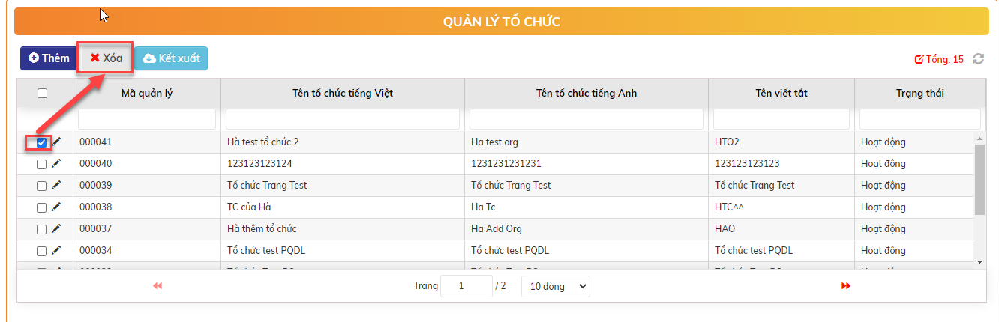 QUẢN LÝ TỔ CHỨC
Thêm Xóa Kết xuất Tổng: 15
Mã quản lý Tên tổ chức tiếng Việt Tên tổ chức tiếng Anh Tên viết tắt Trạng thái
000041 Hà test tổ chức 2 Ha test org HTO2 Hoạt động
000040 123123123124 1231231231231 123123123123 Hoạt động
000039 Tổ chức Trang Test Tổ chức Trang Test Tổ chức Trang Test Hoạt động
000038 TC của Hà Ha Tc HTC^^ Hoạt động
000037 Hà thêm tổ chức Ha Add Org HAO Hoạt động
000034 Tổ chức test PQDL Tổ chức test PQDL Tổ chức test PQDL Hoạt động
Trang 1 / 2 10 dòng